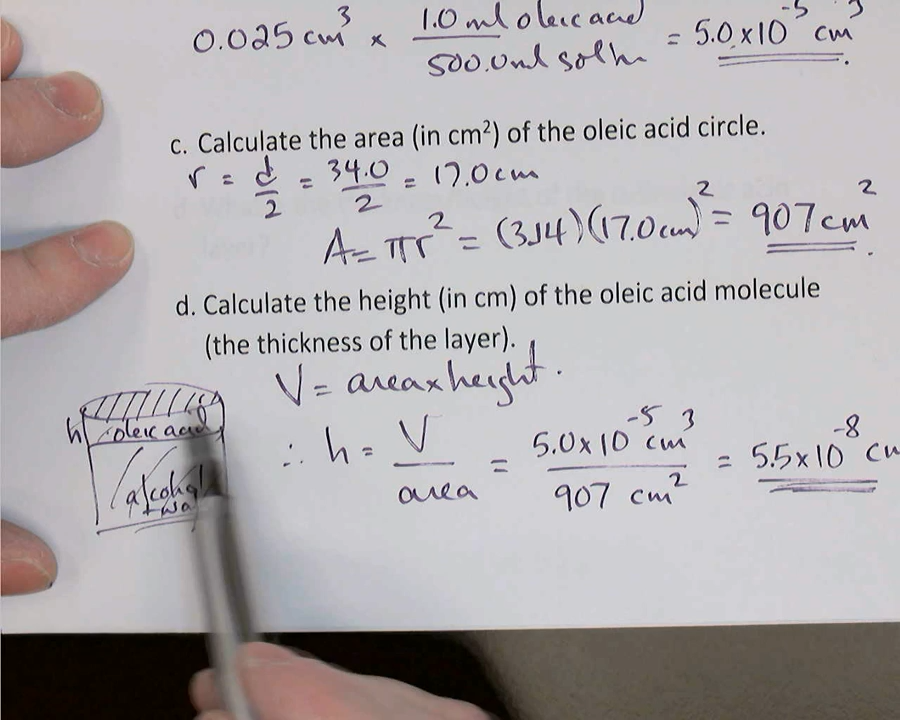 0.025 cm³ × 1.0 ml oleic acid / 500.0 ml soln = 5.0 × 10⁻⁵ cm³.
c. Calculate the area (in cm²) of the oleic acid circle.
r = d/2 = 34.0/2 = 17.0 cm
A = πr² = (3.14)(17.0 cm)² = 907 cm².
d. Calculate the height (in cm) of the oleic acid molecule
(the thickness of the layer).
V = area × height.
h oleic acid
∴ h = V/area = 5.0 × 10⁻⁵ cm³ / 907 cm² = 5.5 × 10⁻⁸ cm
alcohol
+ wa